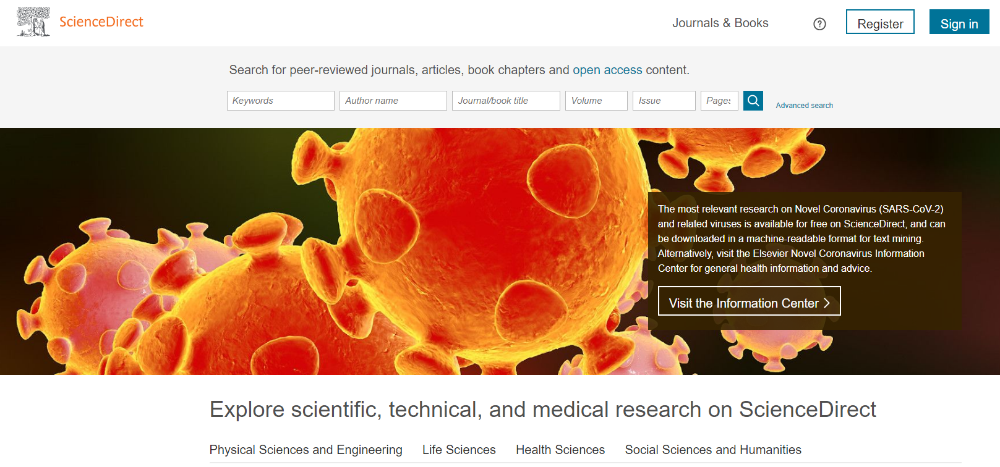 ScienceDirect
Journals & Books
?
Register
Sign in
Search for peer-reviewed journals, articles, book chapters and open access content.
Keywords
Author name
Journal/book title
Volume
Issue
Pages
Advanced search
The most relevant research on Novel Coronavirus (SARS-CoV-2)
and related viruses is available for free on ScienceDirect, and can
be downloaded in a machine-readable format for text mining.
Alternatively, visit the Elsevier Novel Coronavirus Information
Center for general health information and advice.
Visit the Information Center
Explore scientific, technical, and medical research on ScienceDirect
Physical Sciences and Engineering
Life Sciences
Health Sciences
Social Sciences and Humanities